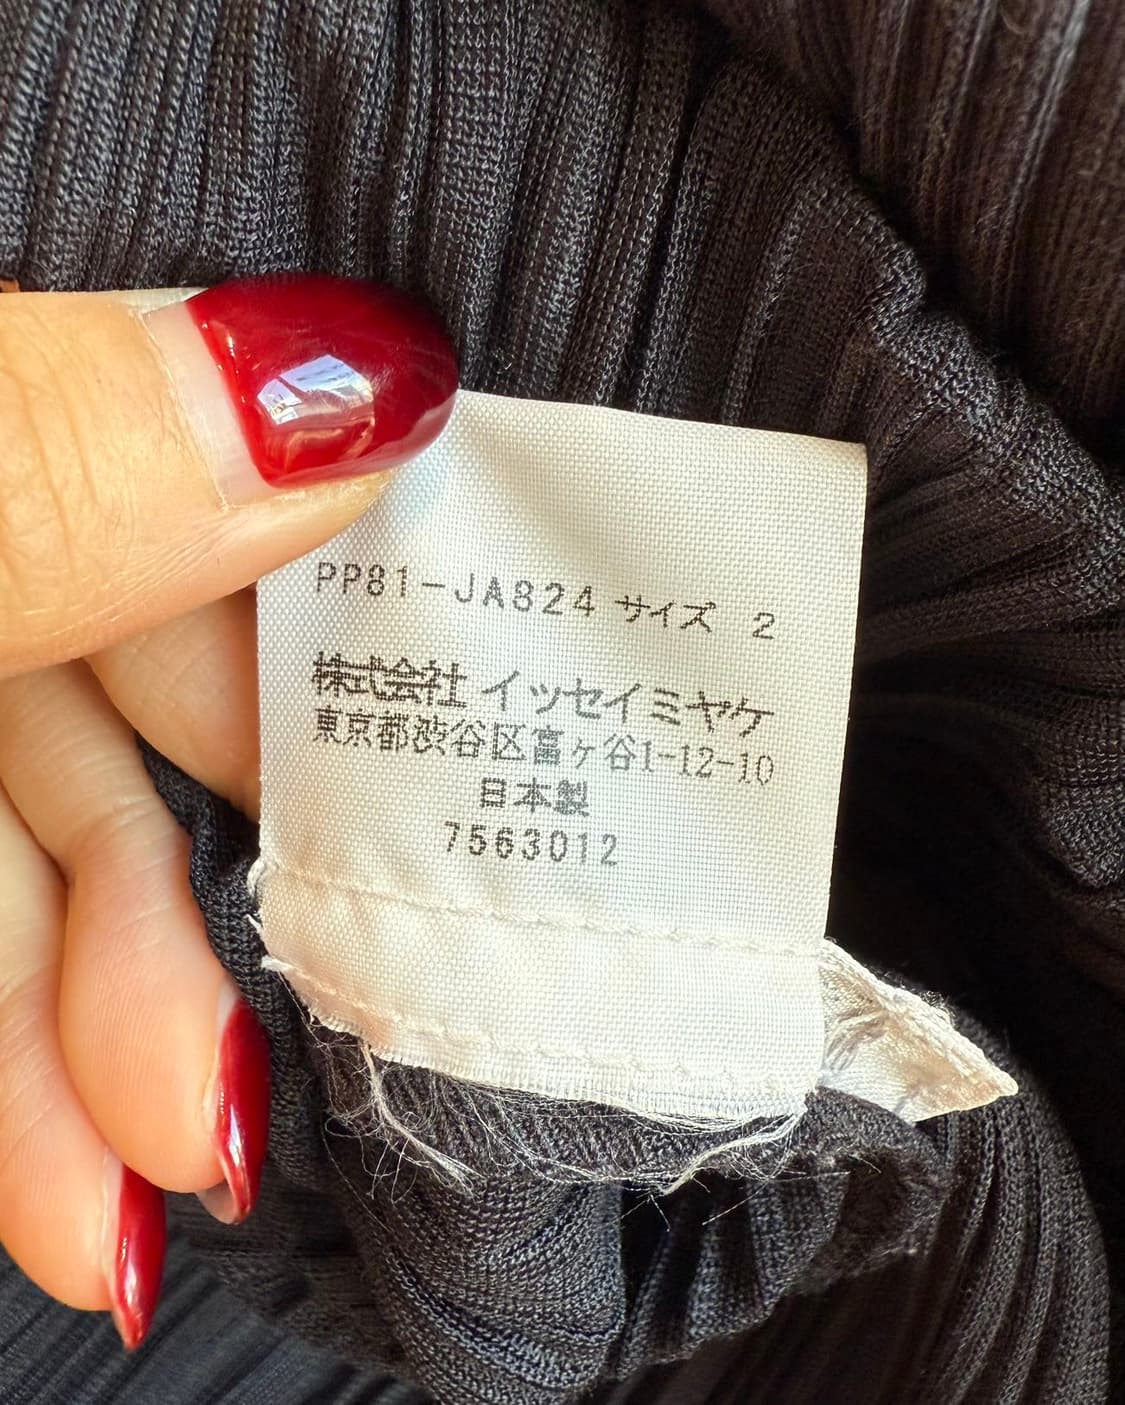 PP81-JA824 サイズ 2
株式会社 イッセイミヤケ
東京都渋谷区富ヶ谷1-12-10
日本製
7563012